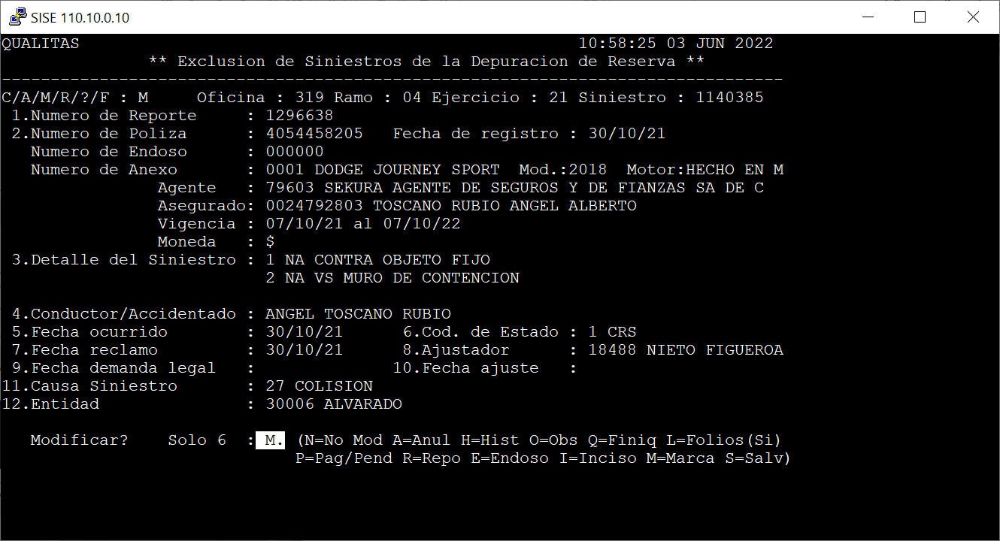 SISE 110.10.0.10
QUALITAS 10:58:25 03 JUN 2022
** Exclusion de Siniestros de la Depuracion de Reserva **
--------------------------------------------------------------------------------
C/A/M/R/?/F : M Oficina : 319 Ramo : 04 Ejercicio : 21 Siniestro : 1140385
1.Numero de Reporte : 1296638
2.Numero de Poliza : 4054458205 Fecha de registro : 30/10/21
Numero de Endoso : 000000
Numero de Anexo : 0001 DODGE JOURNEY SPORT Mod.:2018 Motor:HECHO EN M
Agente : 79603 SEKURA AGENTE DE SEGUROS Y DE FIANZAS SA DE C
Asegurado: 0024792803 TOSCANO RUBIO ANGEL ALBERTO
Vigencia : 07/10/21 al 07/10/22
Moneda : $
3.Detalle del Siniestro : 1 NA CONTRA OBJETO FIJO
2 NA VS MURO DE CONTENCION
4.Conductor/Accidentado : ANGEL TOSCANO RUBIO
5.Fecha ocurrido : 30/10/21 6.Cod. de Estado : 1 CRS
7.Fecha reclamo : 30/10/21 8.Ajustador : 18488 NIETO FIGUEROA
9.Fecha demanda legal : 10.Fecha ajuste :
11.Causa Siniestro : 27 COLISION
12.Entidad : 30006 ALVARADO
Modificar? Solo 6 : M. (N=No Mod A=Anul H=Hist O=Obs Q=Finiq L=Folios(Si)
P=Pag/Pend R=Repo E=Endoso I=Inciso M=Marca S=Salv)